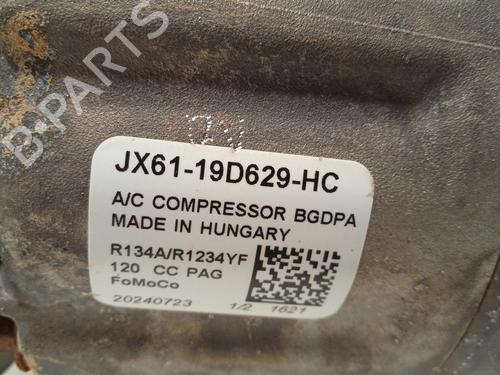 B-PARTS
JX61-19D629-HC
A/C COMPRESSOR BGDPA
MADE IN HUNGARY
R134A/R1234YF
120 CC PAG
FoMoCo
20240723 1/2 1621